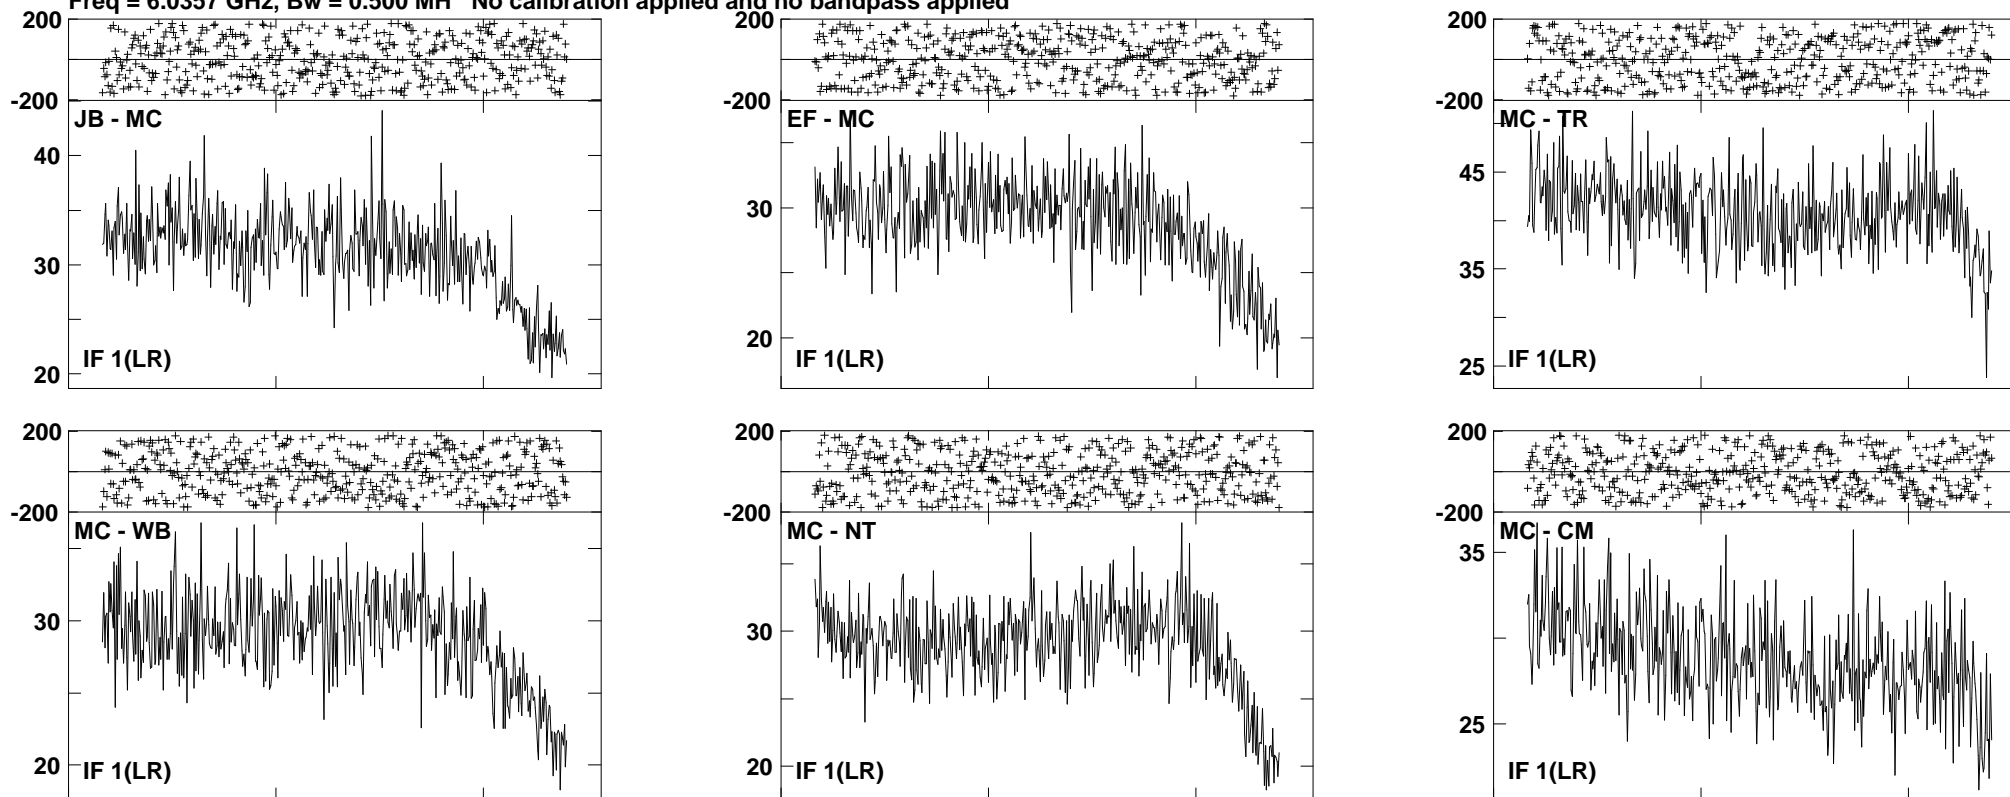 Freq = 6.0357 GHz, Bw = 0.500 MH No calibration applied and no bandpass applied
200
-200
JB - MC
40
30
20
IF 1(LR)
200
-200
EF - MC
30
20
IF 1(LR)
200
-200
MC - TR
45
35
25
IF 1(LR)
200
-200
MC - WB
30
20
IF 1(LR)
200
-200
MC - NT
30
20
IF 1(LR)
200
-200
MC - CM
35
25
IF 1(LR)